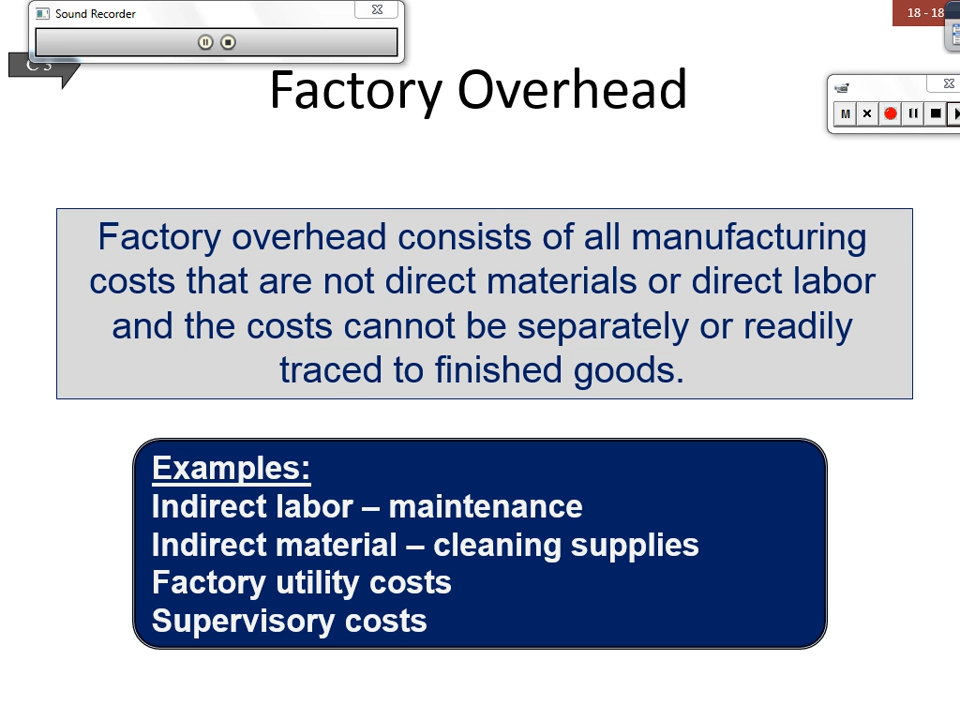 Sound Recorder
18 - 18
Factory Overhead
M
Factory overhead consists of all manufacturing
costs that are not direct materials or direct labor
and the costs cannot be separately or readily
traced to finished goods.
Examples:
Indirect labor – maintenance
Indirect material – cleaning supplies
Factory utility costs
Supervisory costs